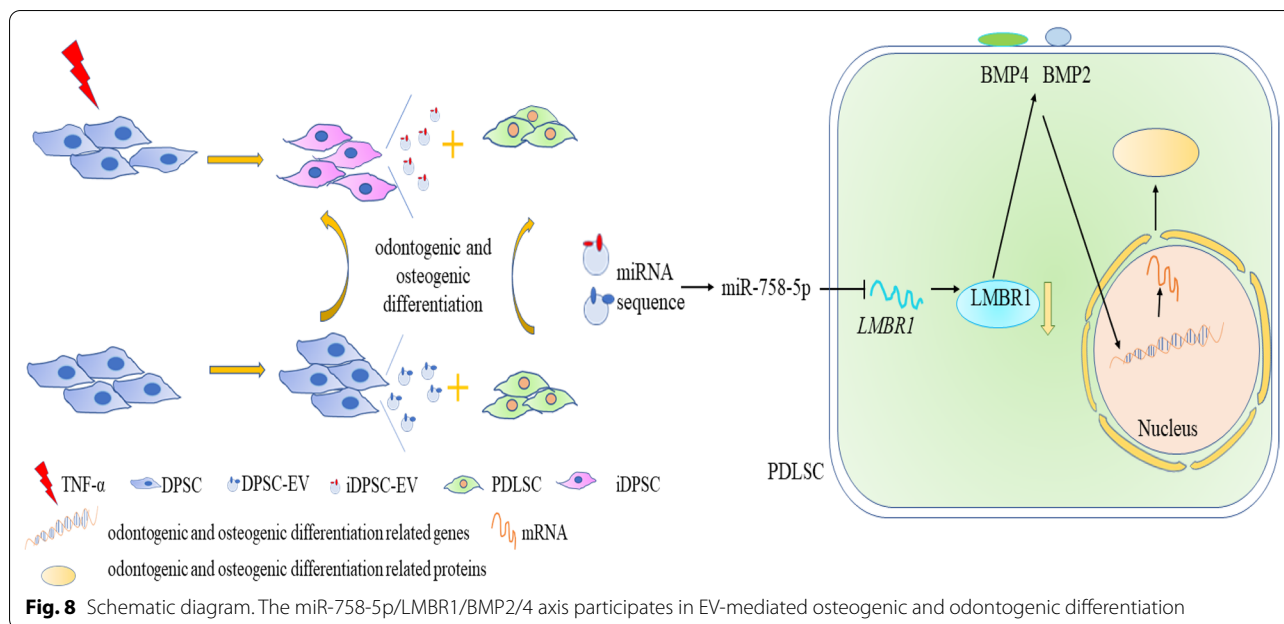 odontogenic and
osteogenic
differentiation
miRNA
sequence
miR-758-5p
LMBR1
LMBR1
BMP4 BMP2
Nucleus
PDLSC
TNF-α DPSC DPSC-EV iDPSC-EV PDLSC iDPSC
odontogenic and osteogenic differentiation related genes mRNA
odontogenic and osteogenic differentiation related proteins
Fig. 8 Schematic diagram. The miR-758-5p/LMBR1/BMP2/4 axis participates in EV-mediated osteogenic and odontogenic differentiation